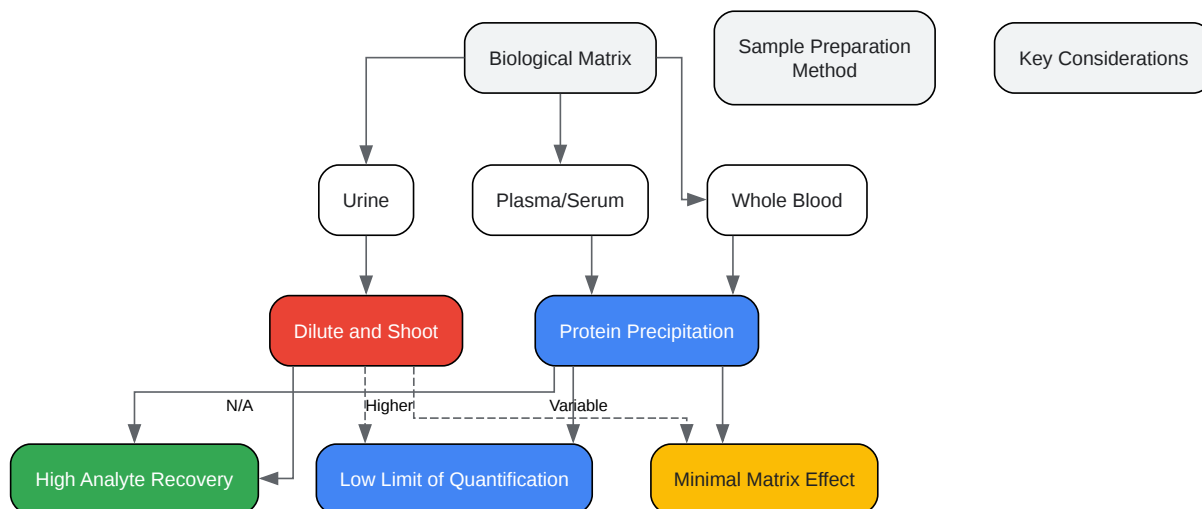 Biological Matrix
Sample Preparation
Method
Key Considerations
Urine
Plasma/Serum
Whole Blood
Dilute and Shoot
Protein Precipitation
N/A
Higher
Variable
High Analyte Recovery
Low Limit of Quantification
Minimal Matrix Effect